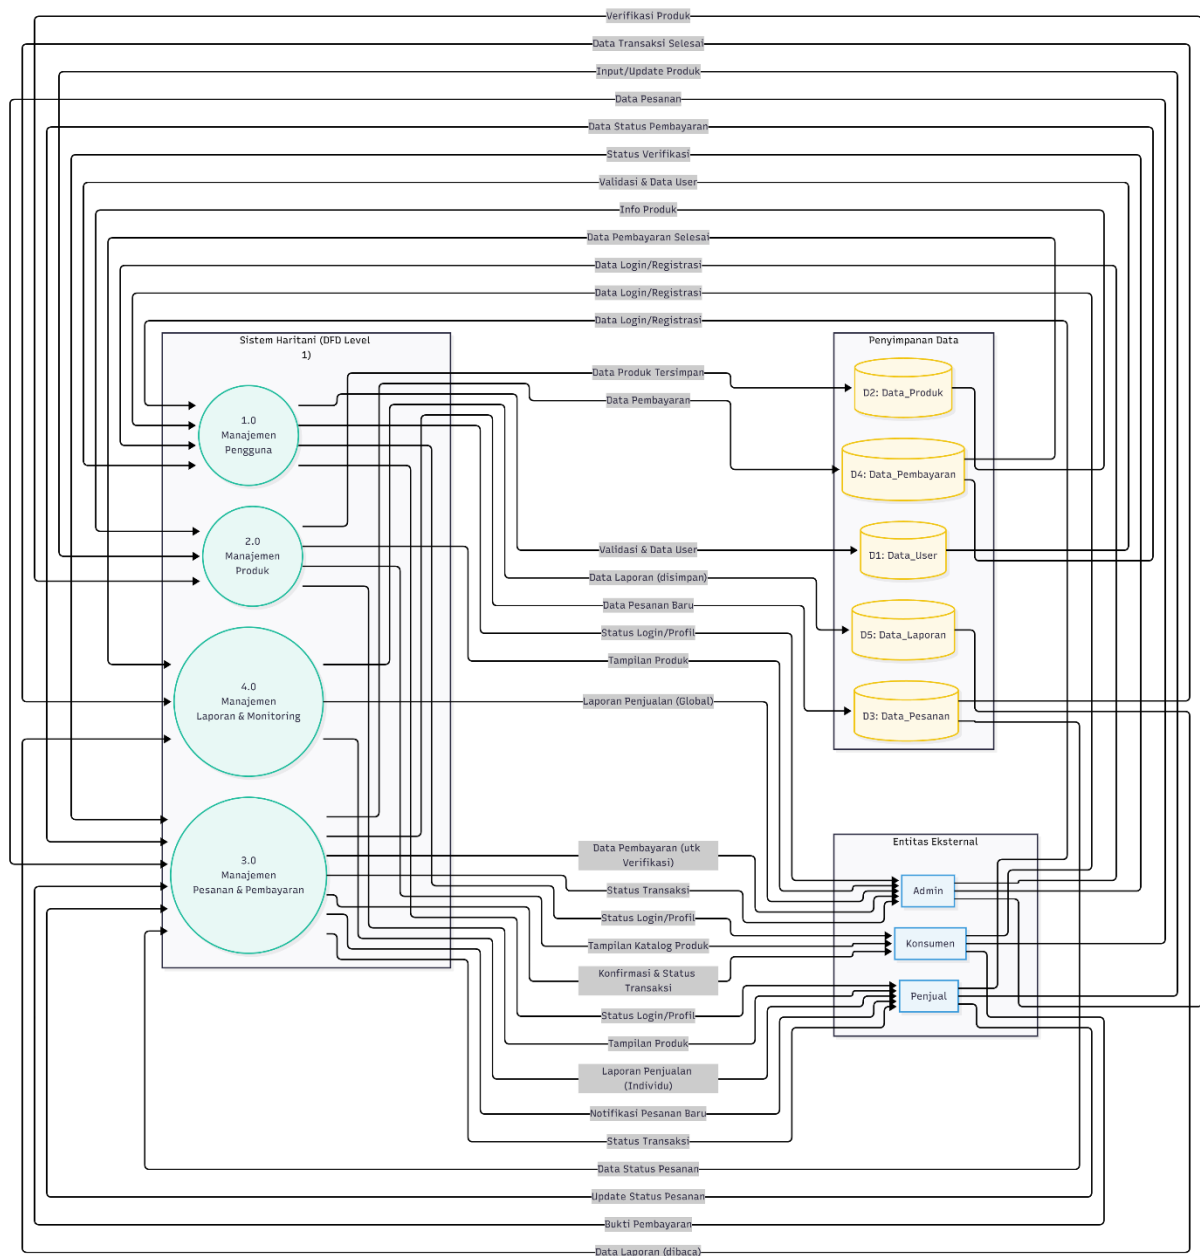 Verifikasi Produk
Data Transaksi Selesai
Input/Update Produk
Data Pesanan
Data Status Pembayaran
Status Verifikasi
Validasi & Data User
Info Produk
Data Pembayaran Selesai
Data Login/Registrasi
Data Login/Registrasi
Data Login/Registrasi
Sistem Haritani (DFD Level
1)
Penyimpanan Data
Data Produk Tersimpan
D2: Data_Produk
Data Pembayaran
1.0
Manajemen
Pengguna
D4: Data_Pembayaran
2.0
Manajemen
Produk
Validasi & Data User
D1: Data_User
Data Laporan (disimpan)
Data Pesanan Baru
Status Login/Profil
D5: Data_Laporan
Tampilan Produk
4.0
Manajemen
Laporan & Monitoring
Laporan Penjualan (Global)
D3: Data_Pesanan
Entitas Eksternal
Data Pembayaran (utk
Verifikasi)
3.0
Manajemen
Pesanan & Pembayaran
Status Transaksi
Admin
Status Login/Profil
Tampilan Katalog Produk
Konsumen
Konfirmasi & Status
Transaksi
Penjual
Status Login/Profil
Tampilan Produk
Laporan Penjualan
(Individu)
Notifikasi Pesanan Baru
Status Transaksi
Data Status Pesanan
Update Status Pesanan
Bukti Pembayaran
Data Laporan (dibaca)